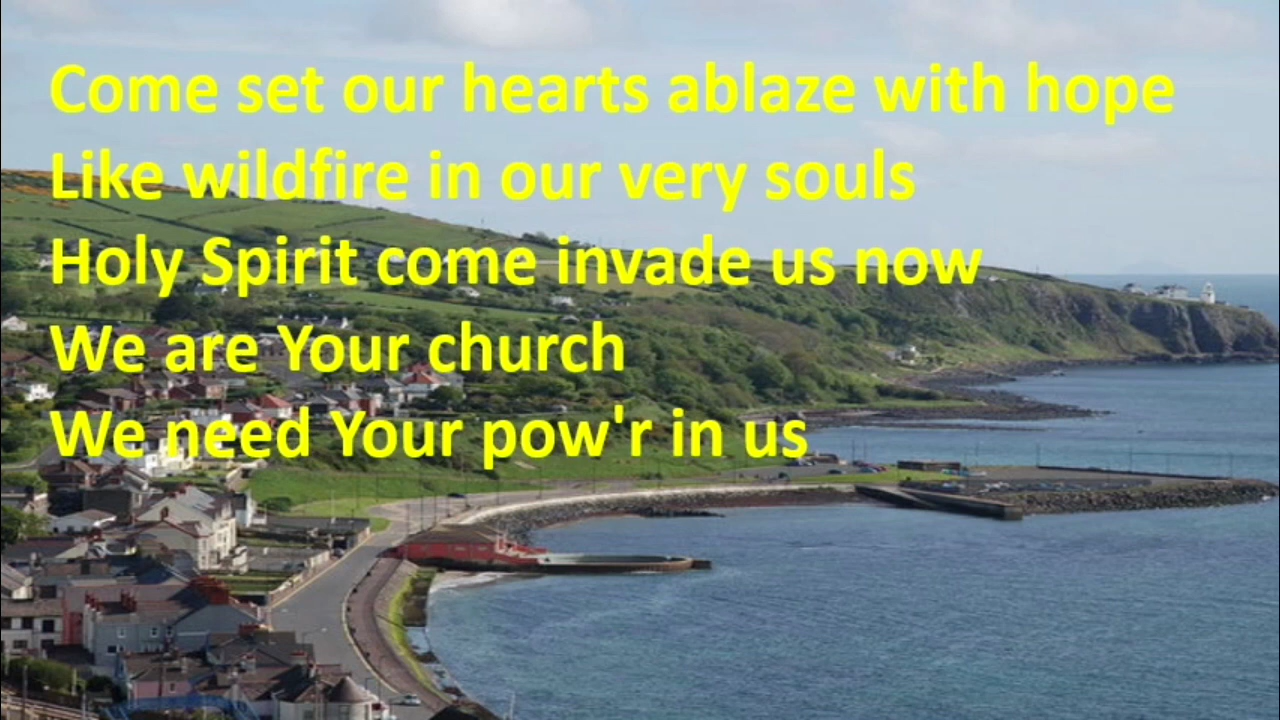 Come set our hearts ablaze with hope
Like wildfire in our very souls
Holy Spirit come invade us now
We are Your church
We need Your pow'r in us